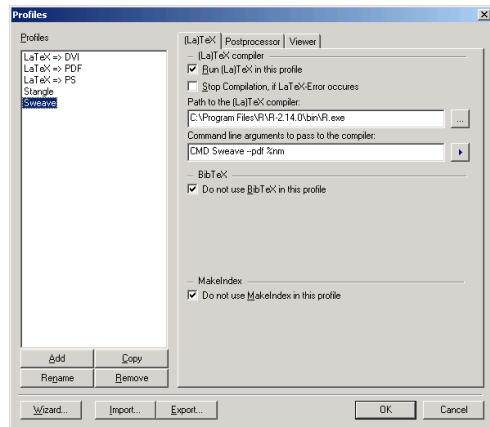 Profiles
Profiles
LaTeX => DVI
LaTeX => PDF
LaTeX => PS
Stangle
Sweave
Add Copy
Rename Remove
(La)TeX Postprocessor Viewer
(La)TeX compiler
Run (La)TeX in this profile
Stop Compilation, if LaTeX-Error occures
Path to the (La)TeX compiler:
C:\Program Files\R\R-2.14.0\bin\R.exe ...
Command line arguments to pass to the compiler:
CMD Sweave --pdf %nm
BibTeX
Do not use BibTeX in this profile
MakeIndex
Do not use MakeIndex in this profile
Wizard... Import... Export... OK Cancel